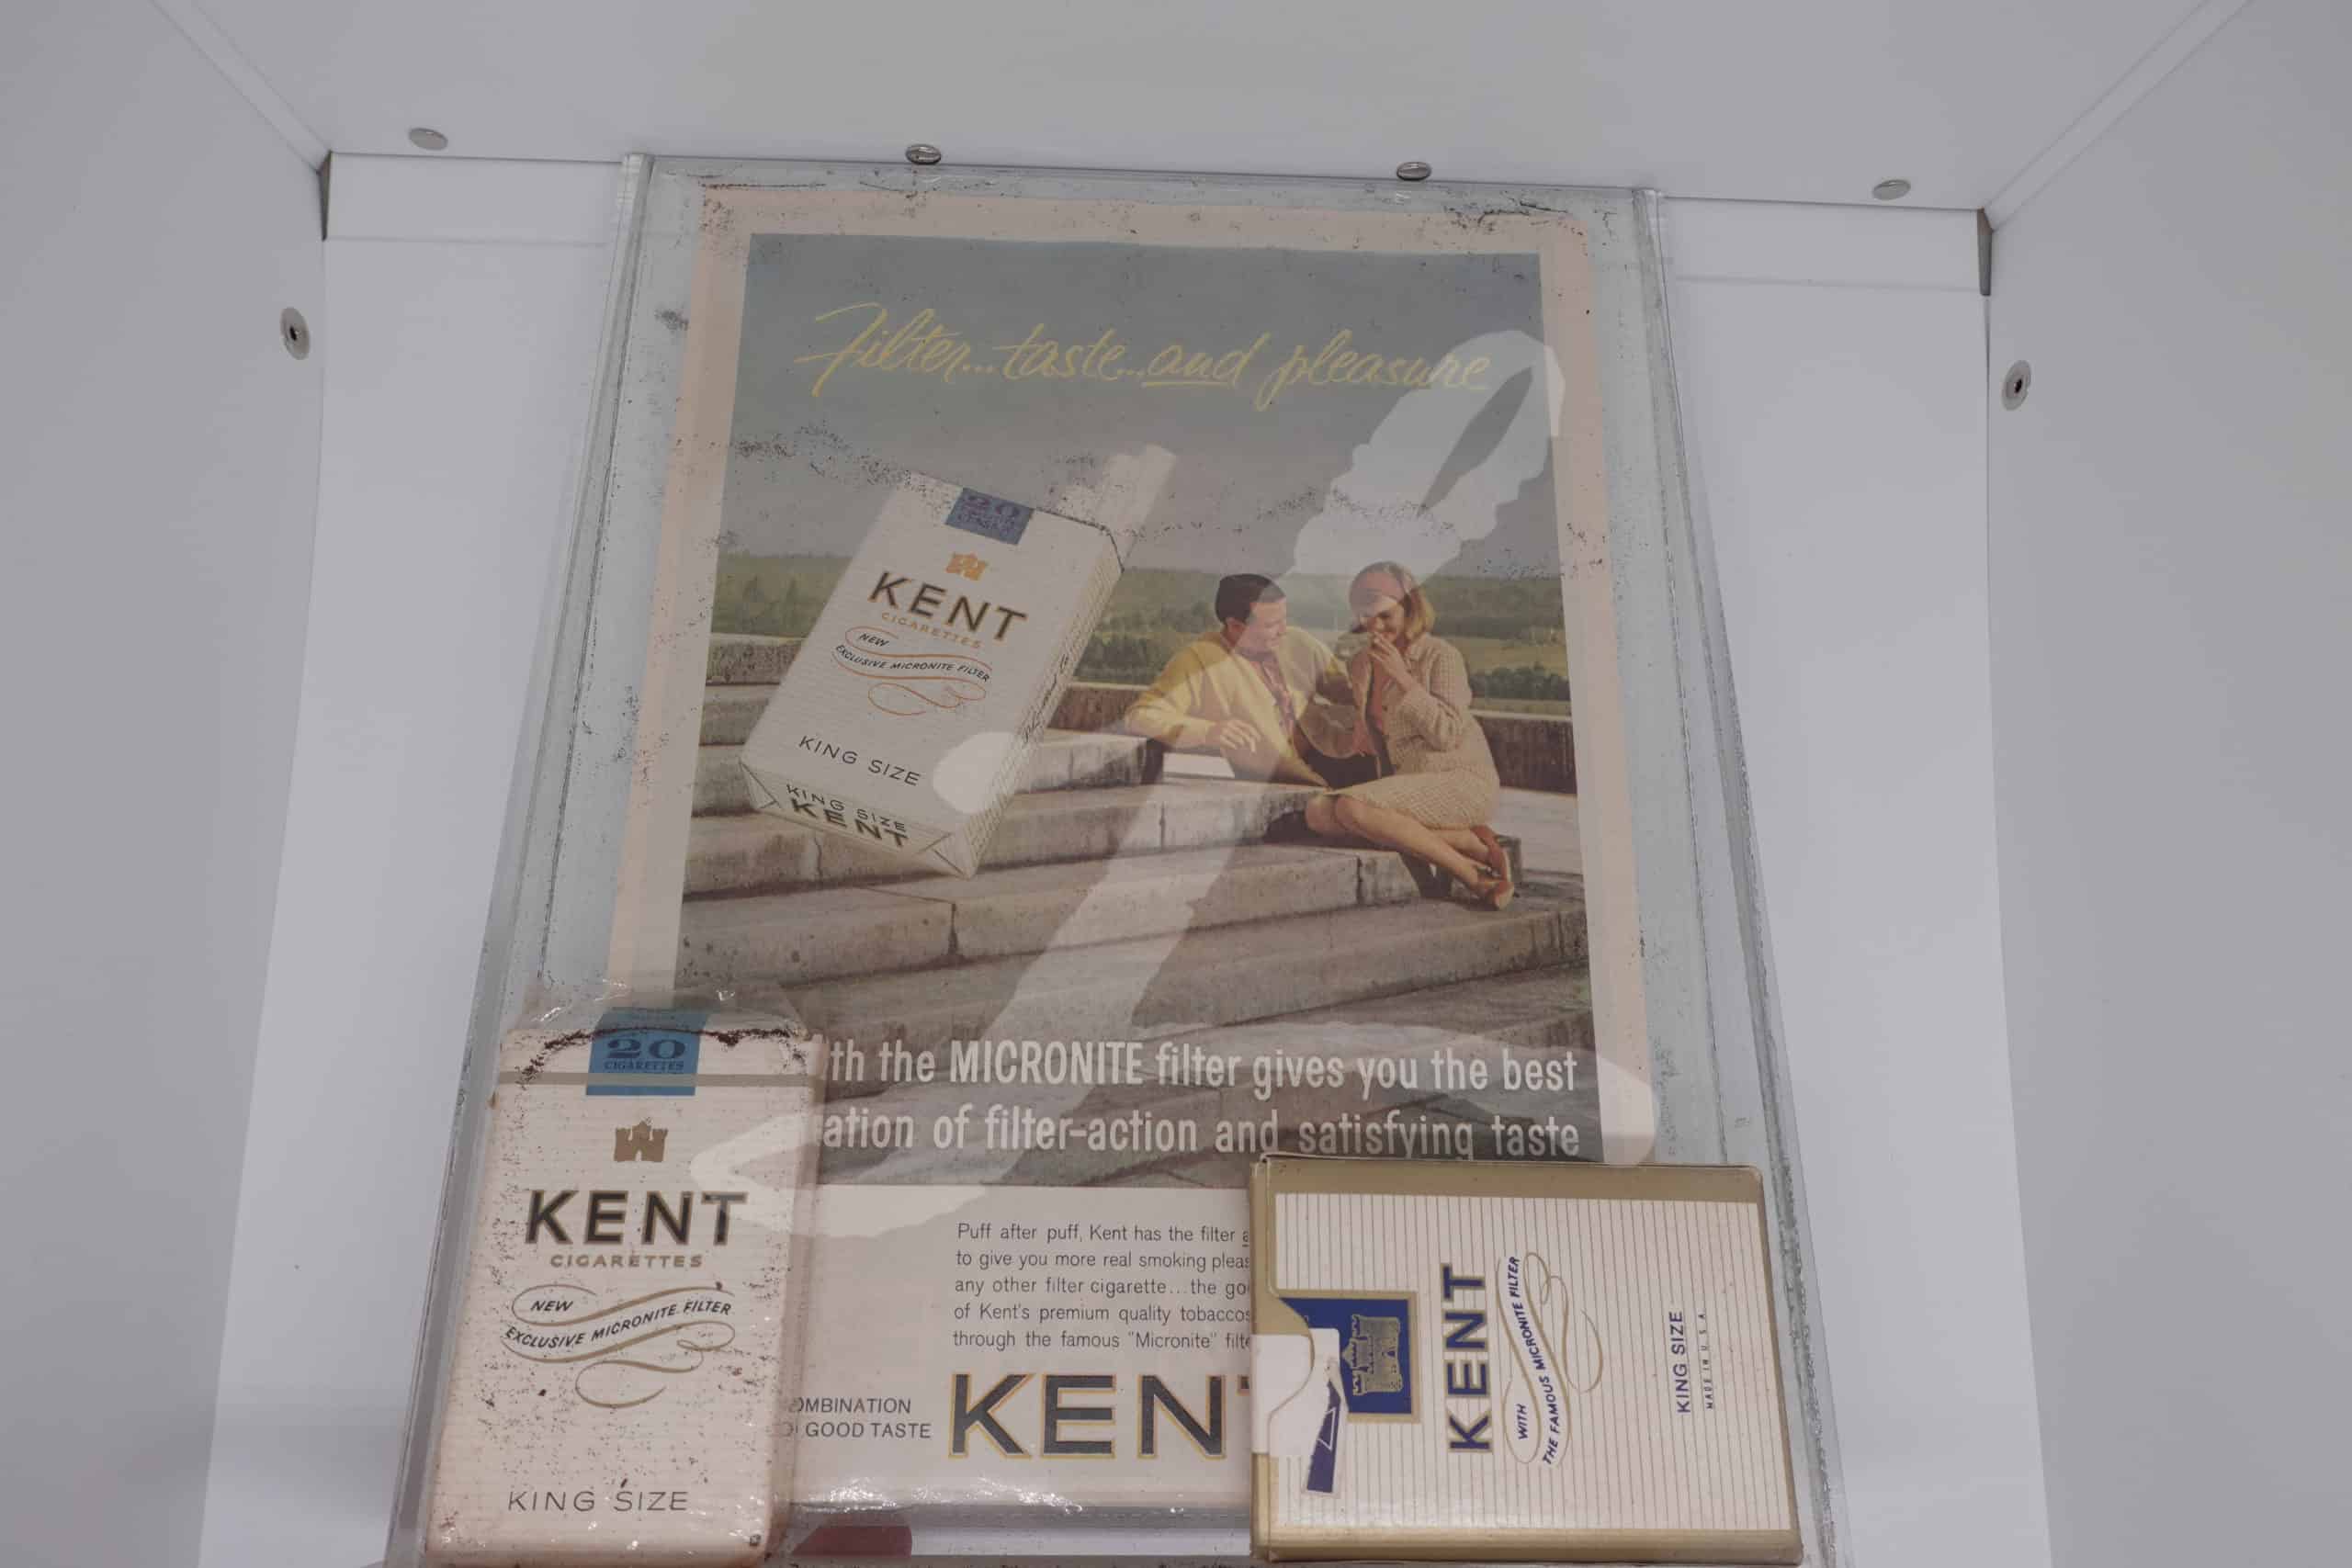 Filter...taste...and pleasure
20
KENT
CIGARETTES
NEW
EXCLUSIVE MICRONITE FILTER
KING SIZE
KING SIZE
KENT
th the MICRONITE filter gives you the best
ation of filter-action and satisfying taste
Puff after puff, Kent has the filter a
to give you more real smoking pleas
any other filter cigarette...the go
of Kent's premium quality tobaccos
through the famous "Micronite" filte
OMBINATION
GOOD TASTE
KENT
20
CIGARETTES
KENT
CIGARETTES
NEW
EXCLUSIVE MICRONITE FILTER
KING SIZE
KENT
WITH
THE FAMOUS MICRONITE FILTER
KING SIZE
MADE IN U.S.A.